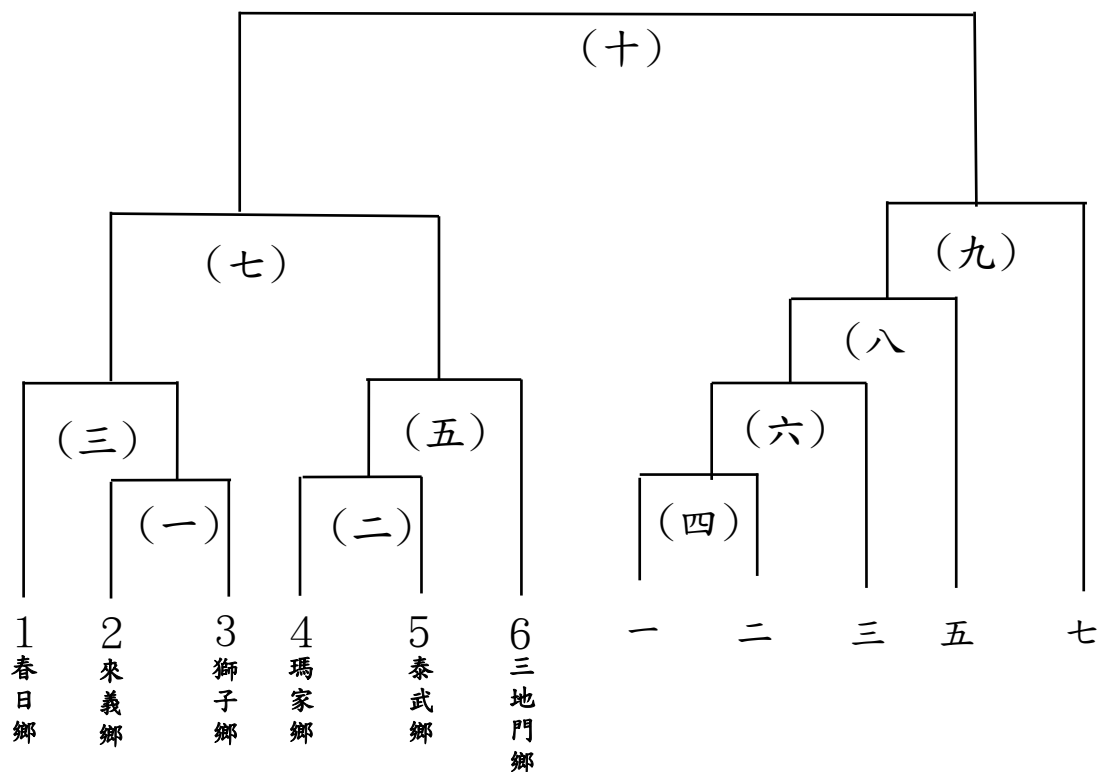 (十)
(七)
(九)
(八
(三)
(五)
(六)
(一)
(二)
(四)
1 2 3 4 5 6 一 二 三 五 七
春日鄉
來義鄉
獅子鄉
瑪家鄉
泰武鄉
三地門鄉